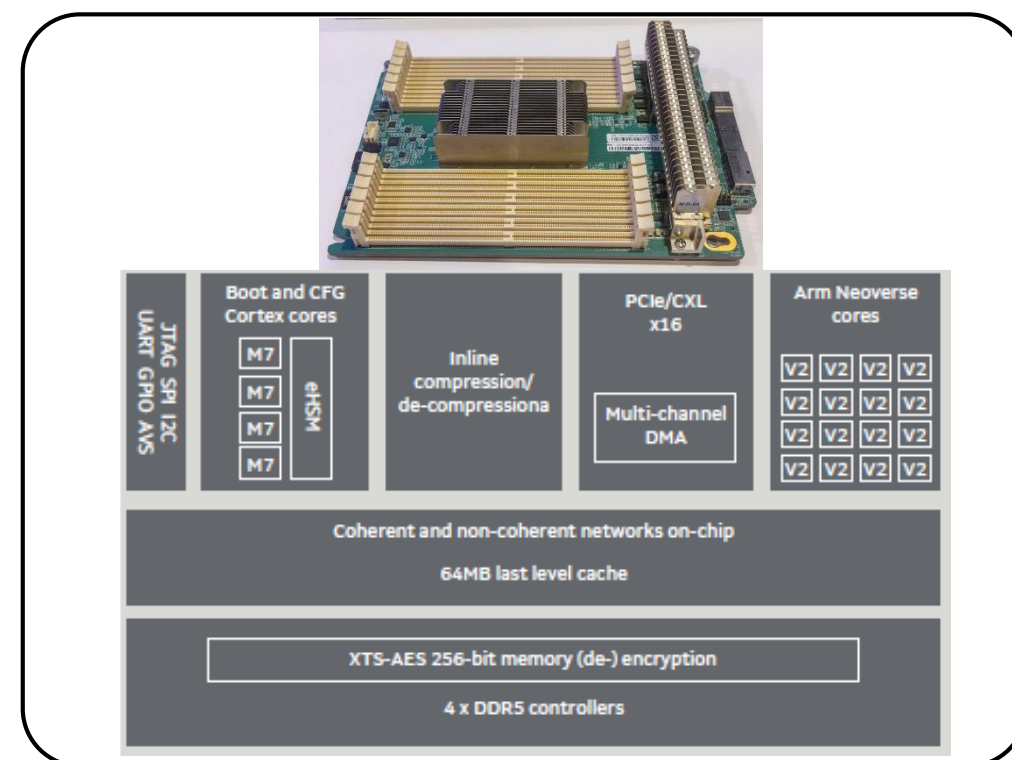 JTAG SPI I2C
UART GPIO AVS
Boot and CFG
Cortex cores
M7
M7
M7
M7
eHSM
Inline
compression/
de-compressiona
PCIe/CXL
x16
Multi-channel
DMA
Arm Neoverse
cores
V2 V2 V2 V2
V2 V2 V2 V2
V2 V2 V2 V2
V2 V2 V2 V2
Coherent and non-coherent networks on-chip
64MB last level cache
XTS-AES 256-bit memory (de-) encryption
4 x DDR5 controllers